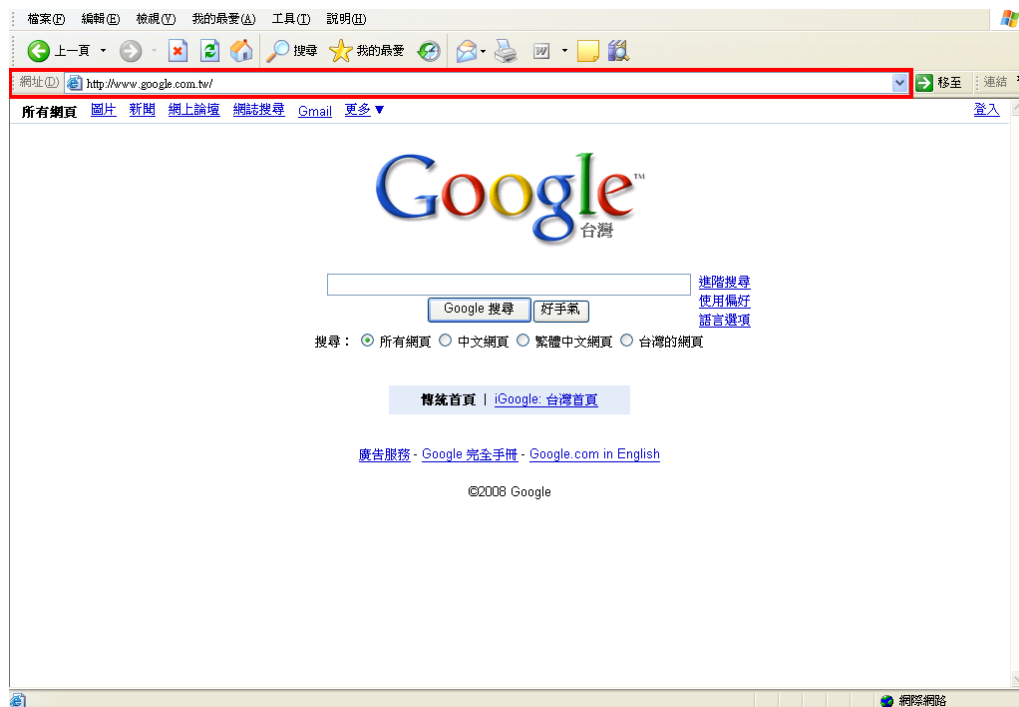 檔案(F) 編輯(E) 檢視(V) 我的最愛(A) 工具(T) 說明(H)
上一頁 搜尋 我的最愛
網址(D) http://www.google.com.tw/ 移至 連結
所有網頁 圖片 新聞 網上論壇 網誌搜尋 Gmail 更多 ▼ 登入
Google™
台灣
進階搜尋
Google 搜尋 好手氣 使用偏好
語言選項
搜尋： 所有網頁 中文網頁 繁體中文網頁 台灣的網頁
傳統首頁 | iGoogle: 台灣首頁
廣告服務 - Google 完全手冊 - Google.com in English
©2008 Google
網際網路